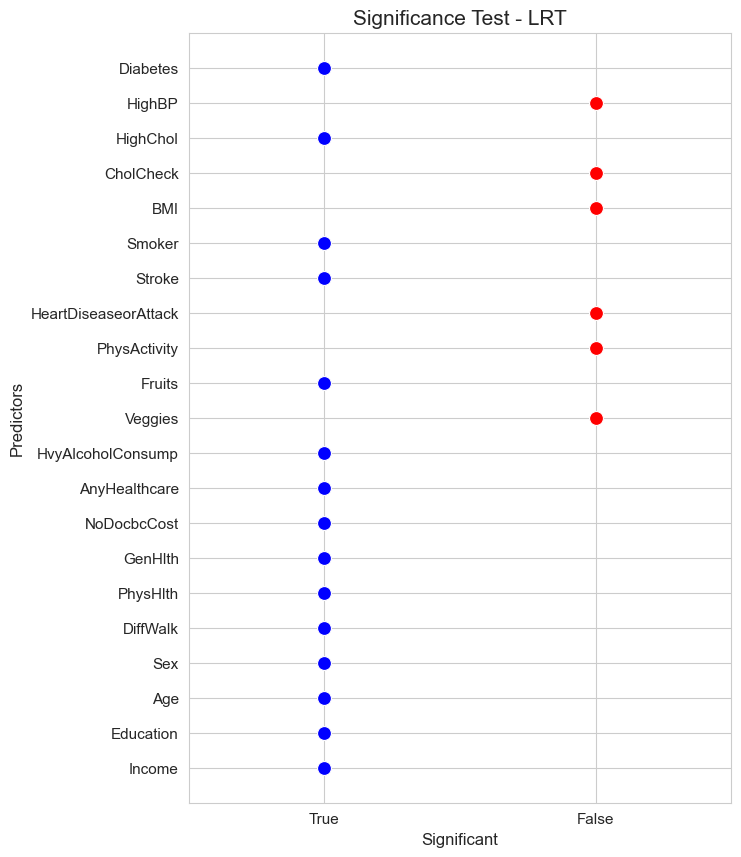 Significance Test - LRT
Predictors
Diabetes
HighBP
HighChol
CholCheck
BMI
Smoker
Stroke
HeartDiseaseorAttack
PhysActivity
Fruits
Veggies
HvyAlcoholConsump
AnyHealthcare
NoDocbcCost
GenHlth
PhysHlth
DiffWalk
Sex
Age
Education
Income
True False
Significant